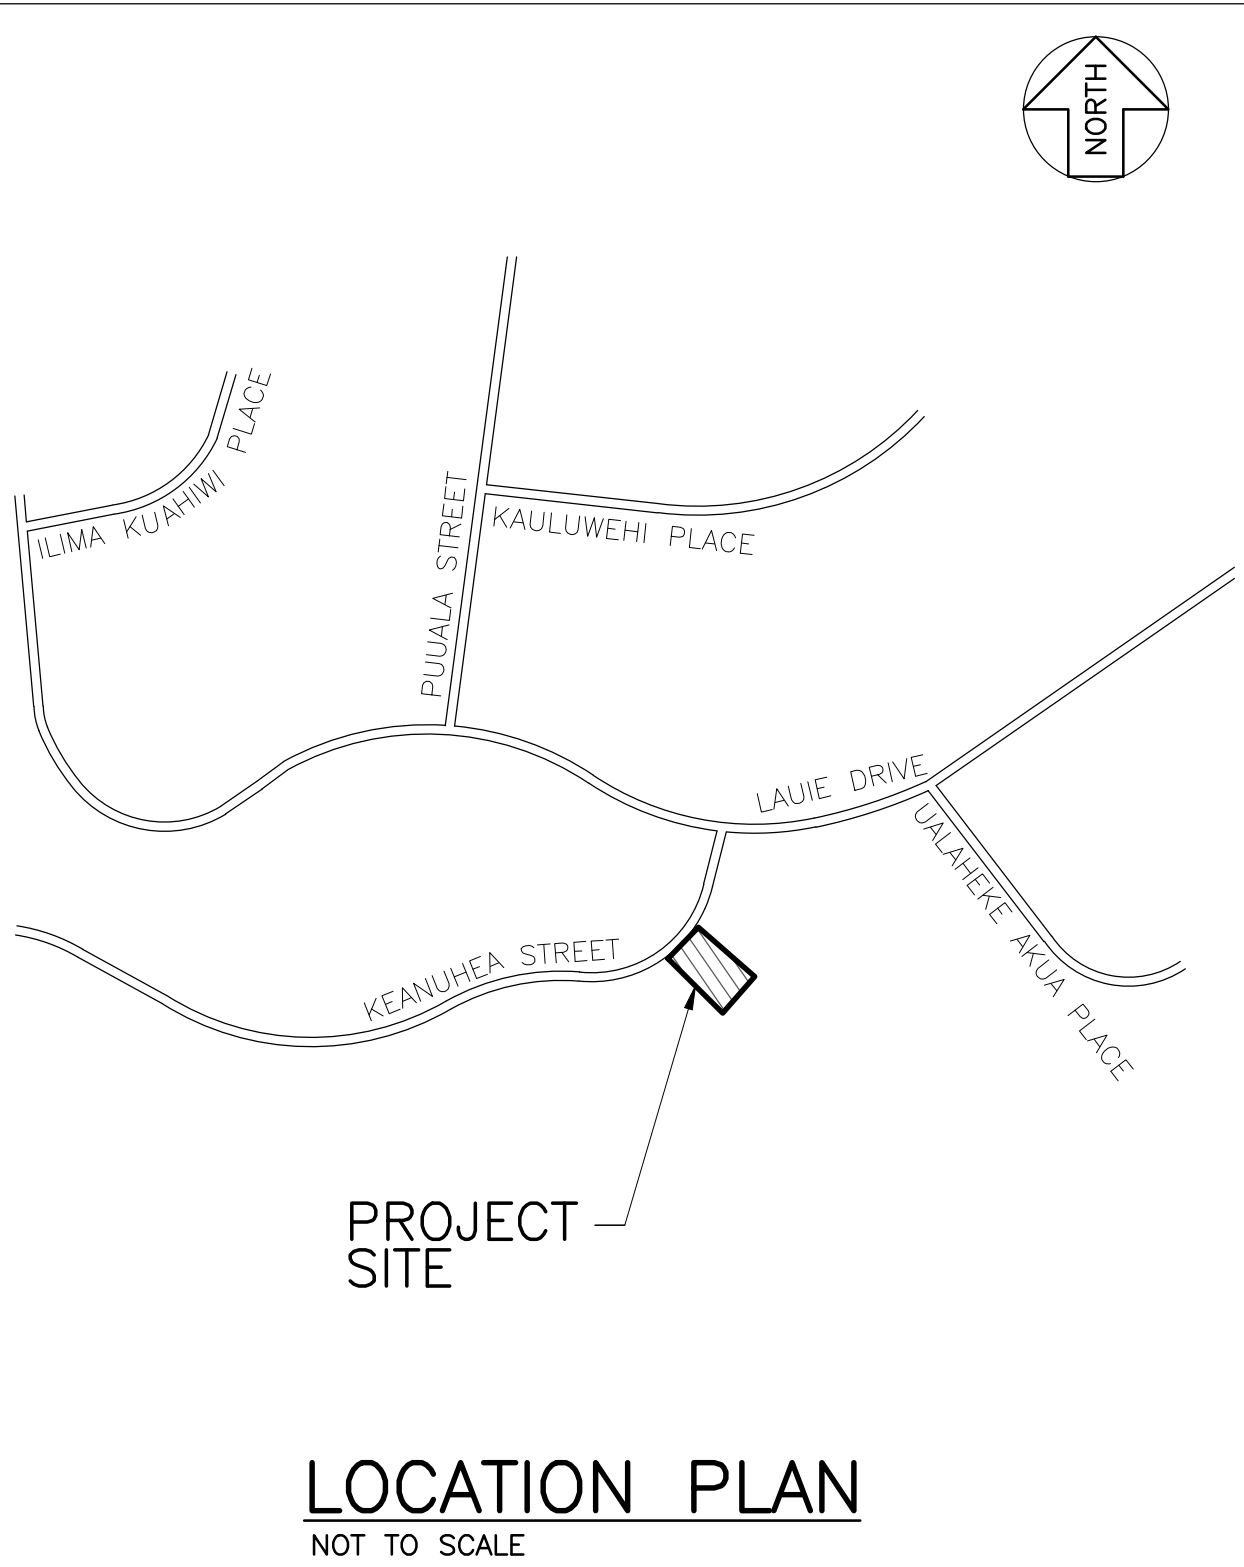 NORTH
ILIMA KUAHIWI PLACE
PUUALA STREET
KAULUWEHI PLACE
LAUIE DRIVE
UALAHEKE AKUA PLACE
KEANUHEA STREET
PROJECT
SITE
LOCATION PLAN
NOT TO SCALE